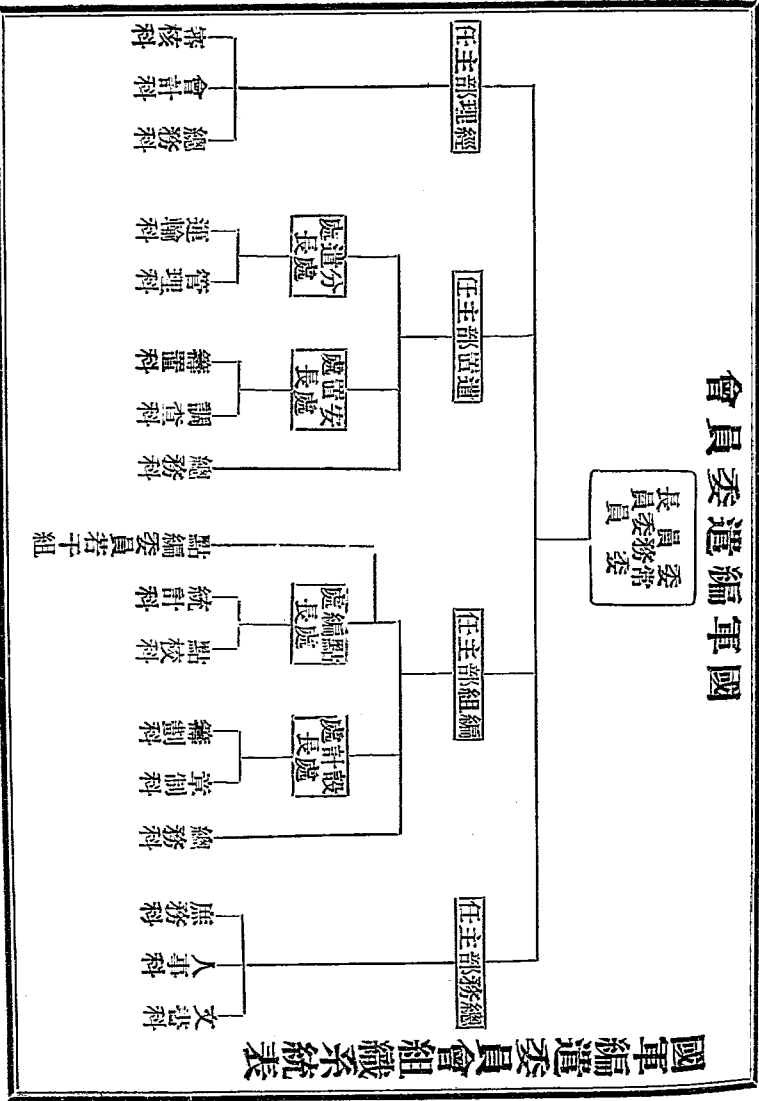 國軍編遣委員會組織系統表
國軍編遣委員會
委員長
常務委員
委員
總務部主任
編組部主任
遣置部主任
經理部主任
設計處
處長
點編處
處長
安置處
處長
分遣處
處長
文書科
人事科
庶務科
總務科
章制科
籌劃科
點校科
統計科
點編委員若干組
總務科
調查科
籌置科
管理科
運輸科
總務科
會計科
審核科